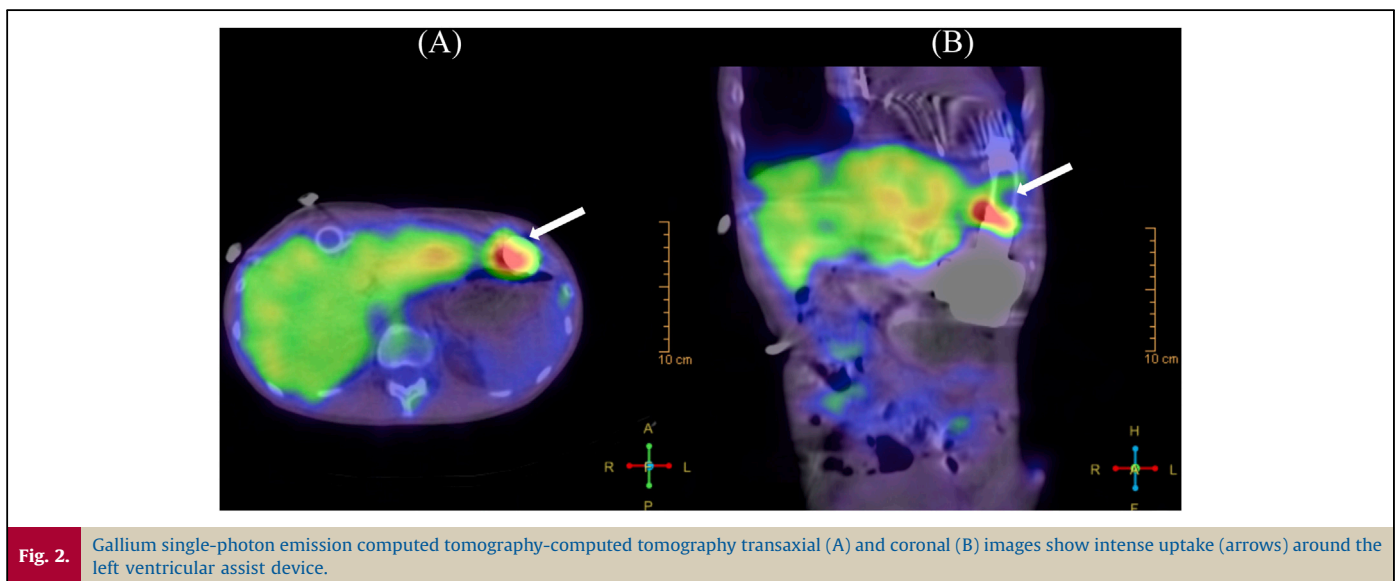 (A) (B)
10 cm 10 cm
A
R P L
P
H
R A L
F
Fig. 2. Gallium single-photon emission computed tomography-computed tomography transaxial (A) and coronal (B) images show intense uptake (arrows) around the
left ventricular assist device.